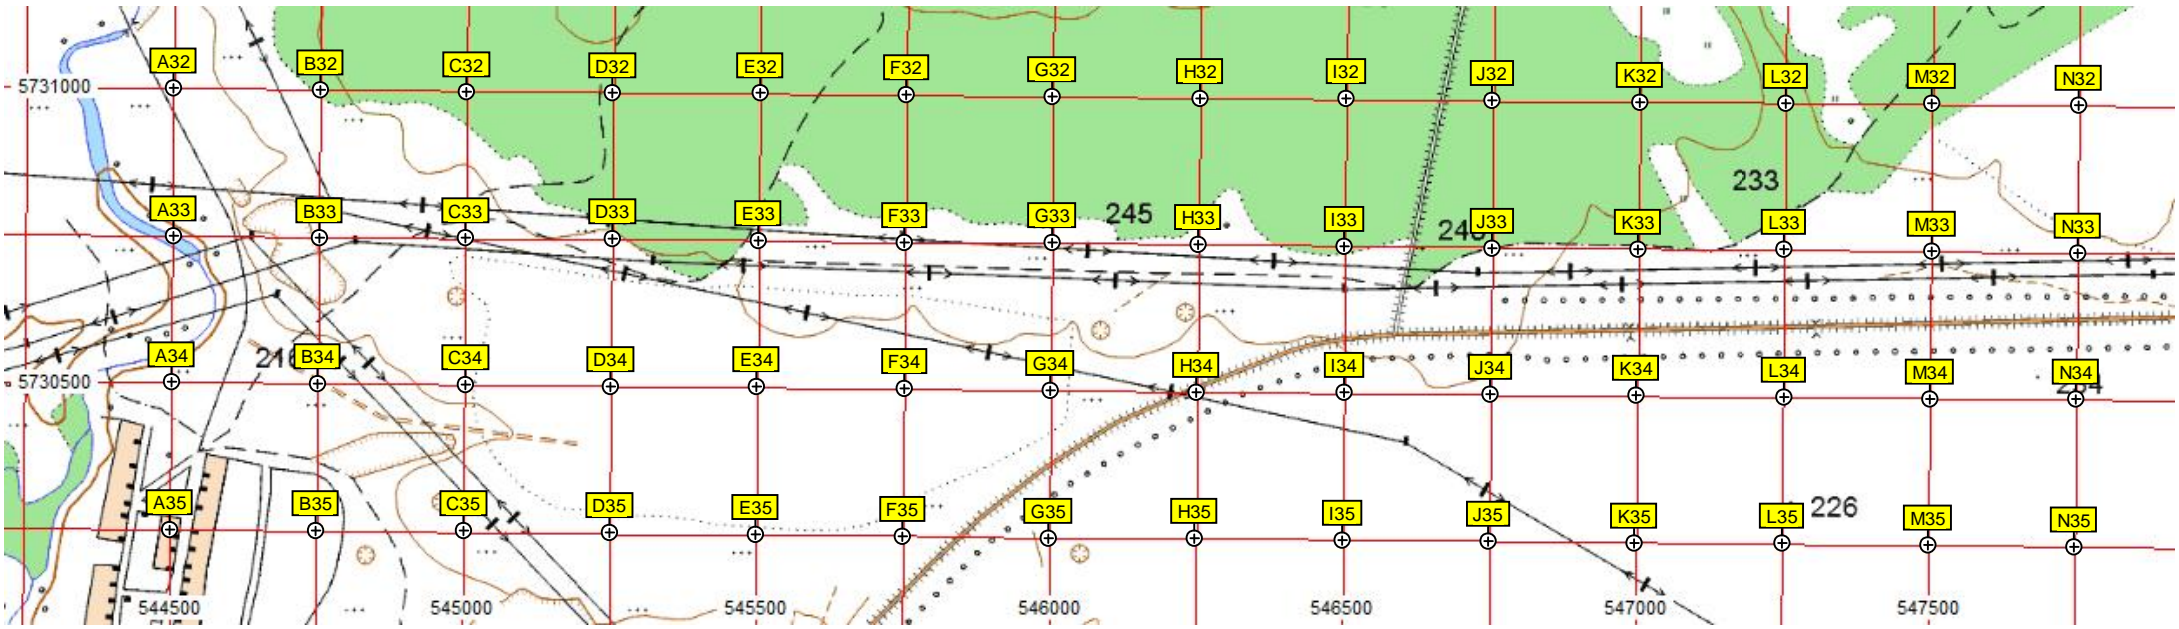 A32 B32 C32 D32 E32 F32 G32 H32 I32 J32 K32 L32 M32 N32
5731000
233
A33 B33 C33 D33 E33 F33 G33 245 H33 I33 J33 K33 L33 M33 N33
A34 B34 C34 D34 E34 F34 G34 H34 I34 J34 K34 L34 M34 N34
5730500
A35 B35 C35 D35 E35 F35 G35 H35 I35 J35 K35 L35 226 M35 N35
544500 545000 545500 546000 546500 547000 547500